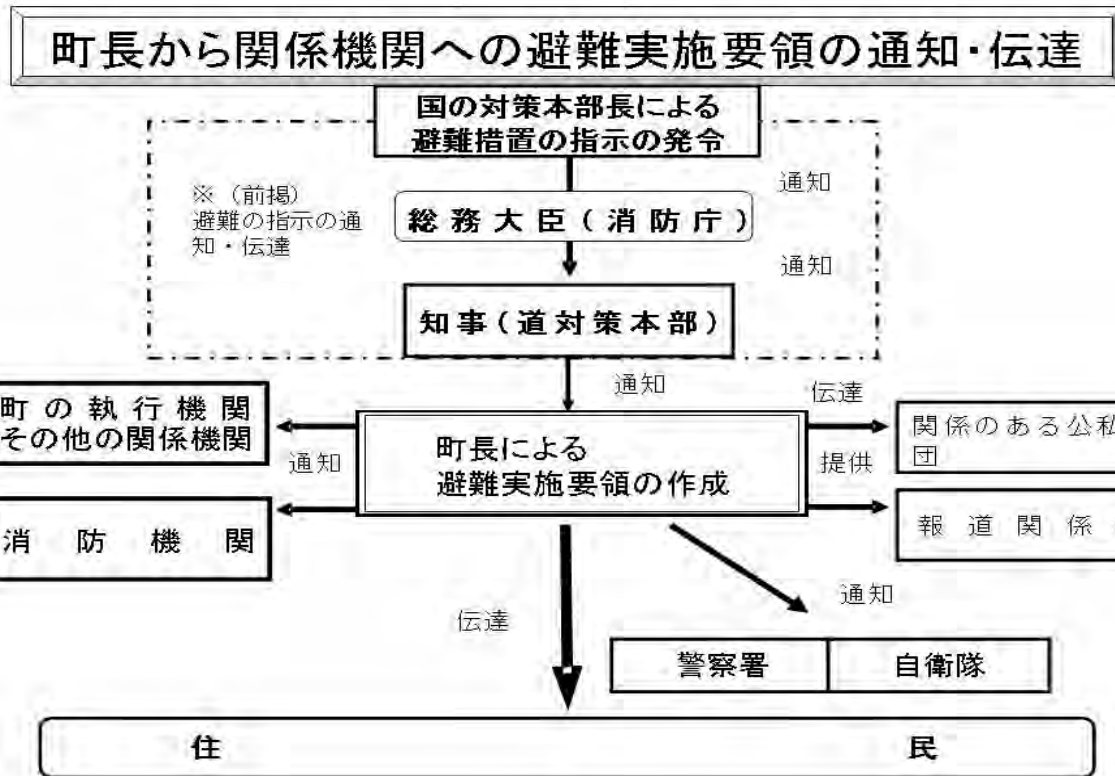 町長から関係機関への避難実施要領の通知・伝達
国の対策本部長による
避難措置の指示の発令
通知
※（前掲）
避難の指示の通
知・伝達
総務大臣（消防庁）
通知
知事（道対策本部）
通知
伝達
町の執行機関
その他の関係機関
関係のある公私
団
町長による
避難実施要領の作成
通知
提供
消防機関
報道関係
通知
伝達
警察署
自衛隊
住民